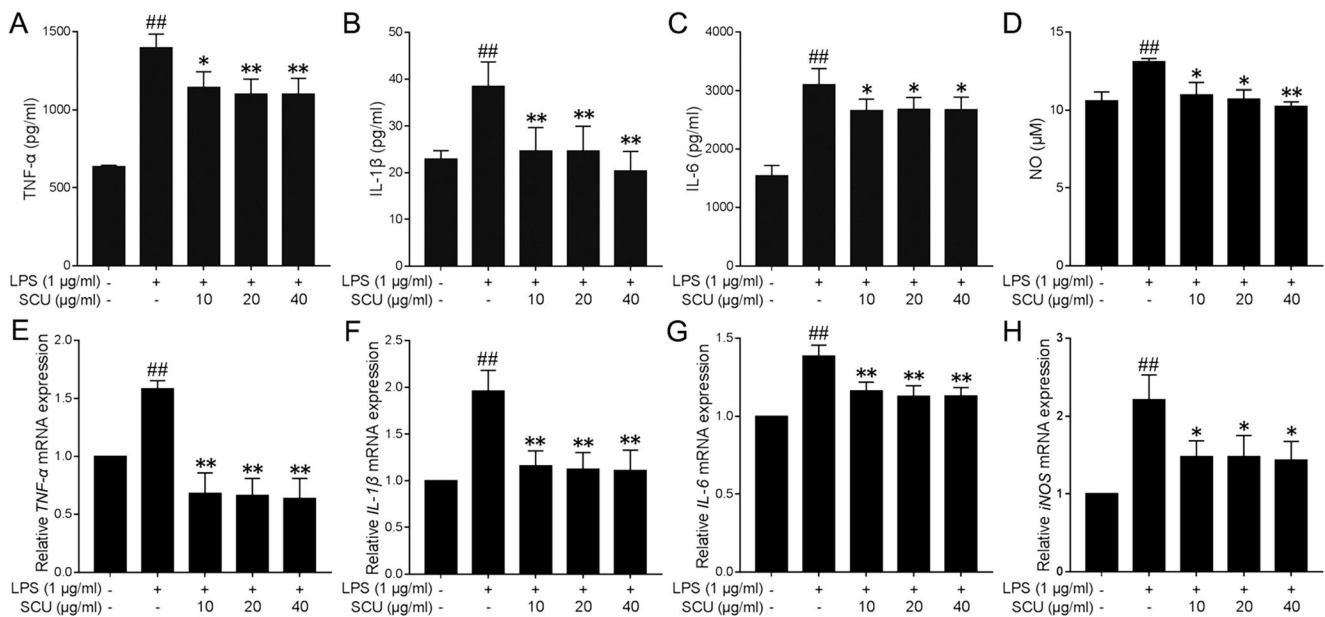 A
TNF-α (pg/ml)
1500
1000
500
0
##
*
**
**
LPS (1 μg/ml) - + + + +
SCU (μg/ml) - - 10 20 40
B
IL-1β (pg/ml)
50
40
30
20
10
0
##
**
**
**
LPS (1 μg/ml) - + + + +
SCU (μg/ml) - - 10 20 40
C
IL-6 (pg/ml)
4000
3000
2000
1000
0
##
*
*
*
LPS (1 μg/ml) - + + + +
SCU (μg/ml) - - 10 20 40
D
NO (μM)
15
10
5
0
##
*
*
**
LPS (1 μg/ml) - + + + +
SCU (μg/ml) - - 10 20 40
E
Relative TNF-α mRNA expression
2.0
1.5
1.0
0.5
0.0
##
**
**
**
LPS (1 μg/ml) - + + + +
SCU (μg/ml) - - 10 20 40
F
Relative IL-1β mRNA expression
2.5
2.0
1.5
1.0
0.5
0.0
##
**
**
**
LPS (1 μg/ml) - + + + +
SCU (μg/ml) - - 10 20 40
G
Relative IL-6 mRNA expression
1.5
1.0
0.5
0.0
##
**
**
**
LPS (1 μg/ml) - + + + +
SCU (μg/ml) - - 10 20 40
H
Relative iNOS mRNA expression
3
2
1
0
##
*
*
*
LPS (1 μg/ml) - + + + +
SCU (μg/ml) - - 10 20 40